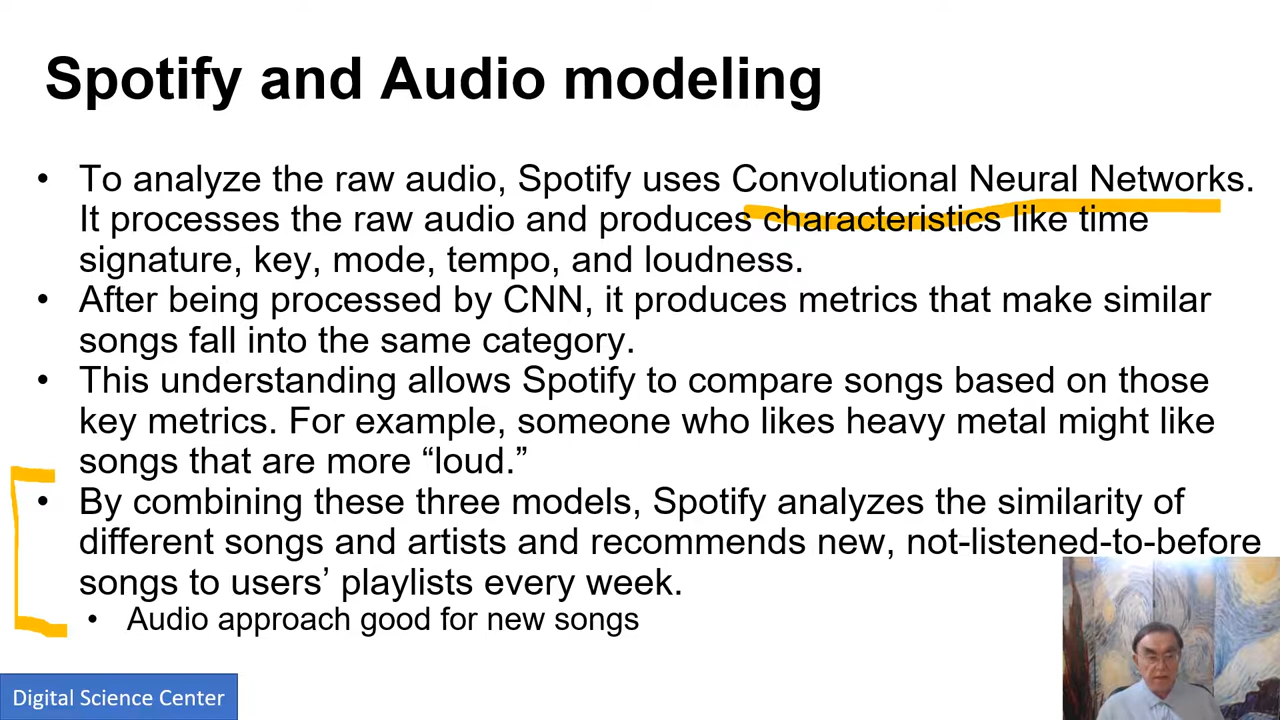 Spotify and Audio modeling
• To analyze the raw audio, Spotify uses Convolutional Neural Networks.
It processes the raw audio and produces characteristics like time
signature, key, mode, tempo, and loudness.
• After being processed by CNN, it produces metrics that make similar
songs fall into the same category.
• This understanding allows Spotify to compare songs based on those
key metrics. For example, someone who likes heavy metal might like
songs that are more “loud.”
• By combining these three models, Spotify analyzes the similarity of
different songs and artists and recommends new, not-listened-to-before
songs to users’ playlists every week.
• Audio approach good for new songs
Digital Science Center